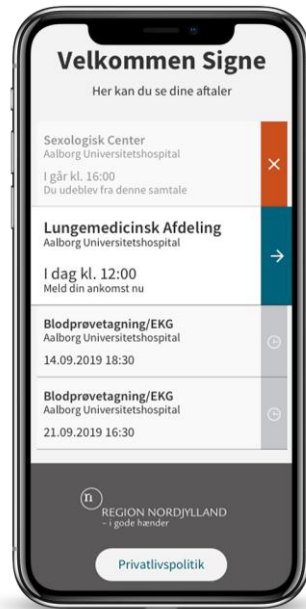 Velkommen Signe
Her kan du se dine aftaler
Sexologisk Center
Aalborg Universitetshospital
I går kl. 16:00
Du udeblev fra denne samtale
Lungemedicinsk Afdeling
Aalborg Universitetshospital
I dag kl. 12:00
Meld din ankomst nu
Blodprøvetagning/EKG
Aalborg Universitetshospital
14.09.2019 18:30
Blodprøvetagning/EKG
Aalborg Universitetshospital
21.09.2019 16:30
n
REGION NORDJYLLAND
– i gode hænder
Privatlivspolitik